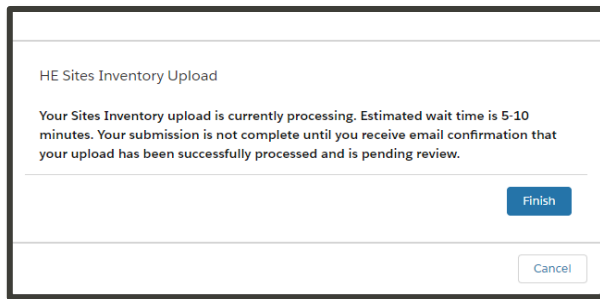 HE Sites Inventory Upload
Your Sites Inventory upload is currently processing. Estimated wait time is 5-10
minutes. Your submission is not complete until you receive email confirmation that
your upload has been successfully processed and is pending review.
Finish
Cancel